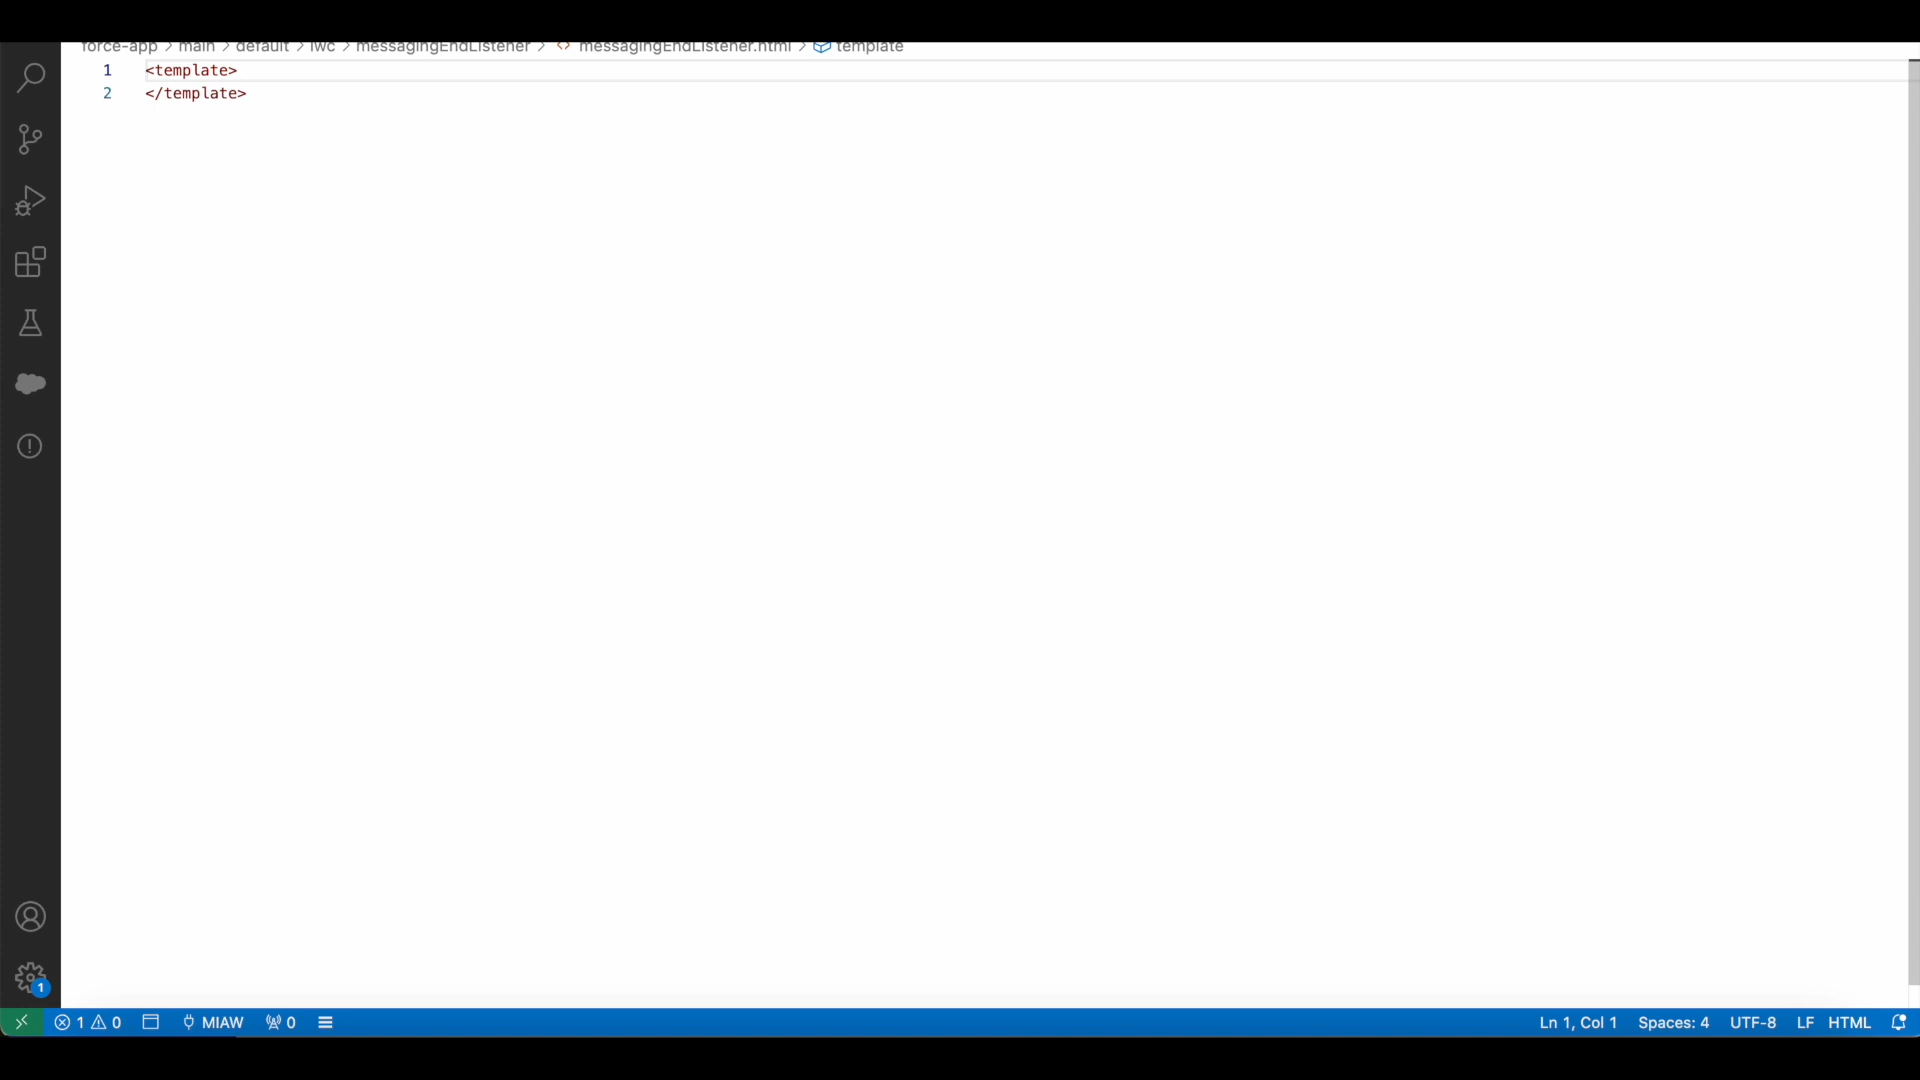 force-app > main > default > lwc > messagingEndListener > <> messagingEndListener.html > template
1 <template>
2 </template>
1
1 0 MIAW 0 Ln 1, Col 1 Spaces: 4 UTF-8 LF HTML